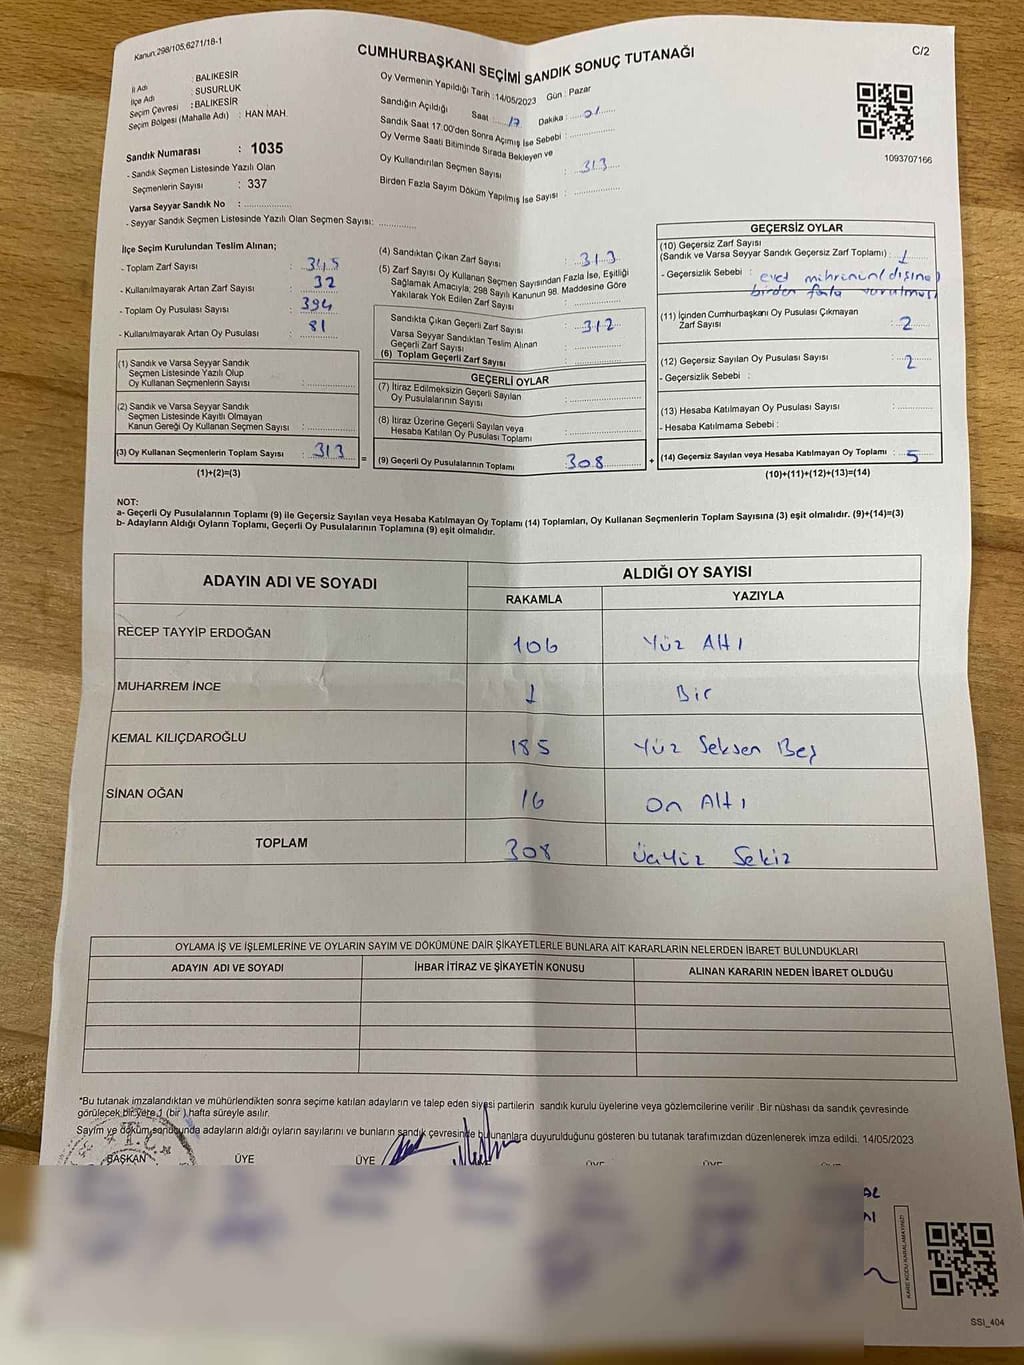 Kanun:298/105,6271/18-1
CUMHURBAŞKANI SEÇİMİ SANDIK SONUÇ TUTANAĞI
C/2
İl Adı : BALIKESİR
İlçe Adı : SUSURLUK
Seçim Çevresi : BALIKESİR
Seçim Bölgesi (Mahalle Adı) : HAN MAH.
Sandık Numarası : 1035
- Sandık Seçmen Listesinde Yazılı Olan
Seçmenlerin Sayısı : 337
Varsa Seyyar Sandık No :
- Seyyar Sandık Seçmen Listesinde Yazılı Olan Seçmen Sayısı:
Oy Vermenin Yapıldığı Tarih :14/05/2023 Gün : Pazar
Sandığın Açıldığı Saat : 17 Dakika : 01
Sandık Saat 17.00'den Sonra Açımış İse Sebebi :
Oy Verme Saati Bitiminde Sırada Bekleyen ve
Oy Kullandırılan Seçmen Sayısı : 313
Birden Fazla Sayım Döküm Yapılmış İse Sayısı :
1093707166
İlçe Seçim Kurulundan Teslim Alınan;
- Toplam Zarf Sayısı : 345
- Kullanılmayarak Artan Zarf Sayısı : 32
- Toplam Oy Pusulası Sayısı : 394
- Kullanılmayarak Artan Oy Pusulası : 81
(1) Sandık ve Varsa Seyyar Sandık
Seçmen Listesinde Yazılı Olup
Oy Kullanan Seçmenlerin Sayısı :
(2) Sandık ve Varsa Seyyar Sandık
Seçmen Listesinde Kayıtlı Olmayan
Kanun Gereği Oy Kullanan Seçmen Sayısı :
(3) Oy Kullanan Seçmenlerin Toplam Sayısı : 313
(1)+(2)=(3)
(4) Sandıktan Çıkan Zarf Sayısı : 313
(5) Zarf Sayısı Oy Kullanan Seçmen Sayısından Fazla İse, Eşitliği
Sağlamak Amacıyla; 298 Sayılı Kanunun 98. Maddesine Göre
Yakılarak Yok Edilen Zarf Sayısı :
Sandıkta Çıkan Geçerli Zarf Sayısı : 312
Varsa Seyyar Sandıktan Teslim Alınan
Geçerli Zarf Sayısı :
(6) Toplam Geçerli Zarf Sayısı :
GEÇERLİ OYLAR
(7) İtiraz Edilmeksizin Geçerli Sayılan
Oy Pusulalarının Sayısı :
(8) İtiraz Üzerine Geçerli Sayılan veya
Hesaba Katılan Oy Pusulası Toplamı :
= (9) Geçerli Oy Pusulalarının Toplamı : 308 +
GEÇERSİZ OYLAR
(10) Geçersiz Zarf Sayısı
(Sandık ve Varsa Seyyar Sandık Geçersiz Zarf Toplamı) : 1
- Geçersizlik Sebebi : evet mührünün (dışına)
birden fazla vurulmuş
(11) İçinden Cumhurbaşkanı Oy Pusulası Çıkmayan
Zarf Sayısı : 2
(12) Geçersiz Sayılan Oy Pusulası Sayısı : 2
- Geçersizlik Sebebi :
(13) Hesaba Katılmayan Oy Pusulası Sayısı :
- Hesaba Katılmama Sebebi :
(14) Geçersiz Sayılan veya Hesaba Katılmayan Oy Toplamı : 5
(10)+(11)+(12)+(13)=(14)
NOT:
a- Geçerli Oy Pusulalarının Toplamı (9) ile Geçersiz Sayılan veya Hesaba Katılmayan Oy Toplamı (14) Toplamları, Oy Kullanan Seçmenlerin Toplam Sayısına (3) eşit olmalıdır. (9)+(14)=(3)
b- Adayların Aldığı Oyların Toplamı, Geçerli Oy Pusulalarının Toplamına (9) eşit olmalıdır.
ADAYIN ADI VE SOYADI
ALDIĞI OY SAYISI
RAKAMLA YAZIYLA
RECEP TAYYİP ERDOĞAN 106 Yüz Altı
MUHARREM İNCE 1 Bir
KEMAL KILIÇDAROĞLU 185 Yüz Seksen Beş
SİNAN OĞAN 16 On Altı
TOPLAM 308 Üçyüz Sekiz
OYLAMA İŞ VE İŞLEMLERİNE VE OYLARIN SAYIM VE DÖKÜMÜNE DAİR ŞİKAYETLERLE BUNLARA AİT KARARLARIN NELERDEN İBARET BULUNDUKLARI
ADAYIN ADI VE SOYADI İHBAR İTİRAZ VE ŞİKAYETİN KONUSU ALINAN KARARIN NEDEN İBARET OLDUĞU
*Bu tutanak imzalandıktan ve mühürlendikten sonra seçime katılan adayların ve talep eden siyasi partilerin sandık kurulu üyelerine veya gözlemcilerine verilir .Bir nüshası da sandık çevresinde
görülecek bir yere 1 (bir ) hafta süreyle asılır.
Sayım ve döküm sonucunda adayların aldığı oyların sayılarını ve bunların sandık çevresinde bulunanlara duyurulduğunu gösteren bu tutanak tarafımızdan düzenlenerek imza edildi. 14/05/2023
BAŞKAN ÜYE ÜYE ÜYE ÜYE
KARE KODU KARALAMAYINIZ!
SSI_404